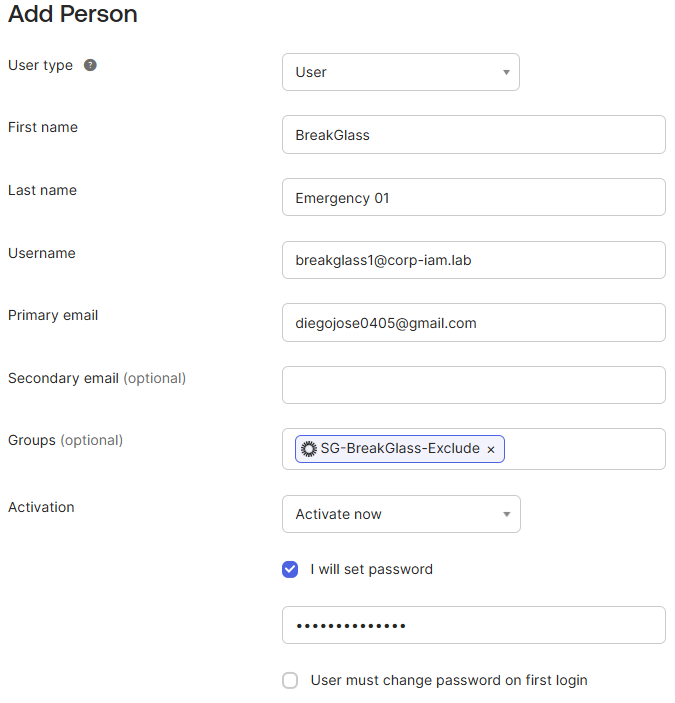 Add Person
User type ?
User
First name
BreakGlass
Last name
Emergency 01
Username
breakglass1@corp-iam.lab
Primary email
diegojose0405@gmail.com
Secondary email (optional)
Groups (optional)
SG-BreakGlass-Exclude ×
Activation
Activate now
I will set password
••••••••••••••
User must change password on first login